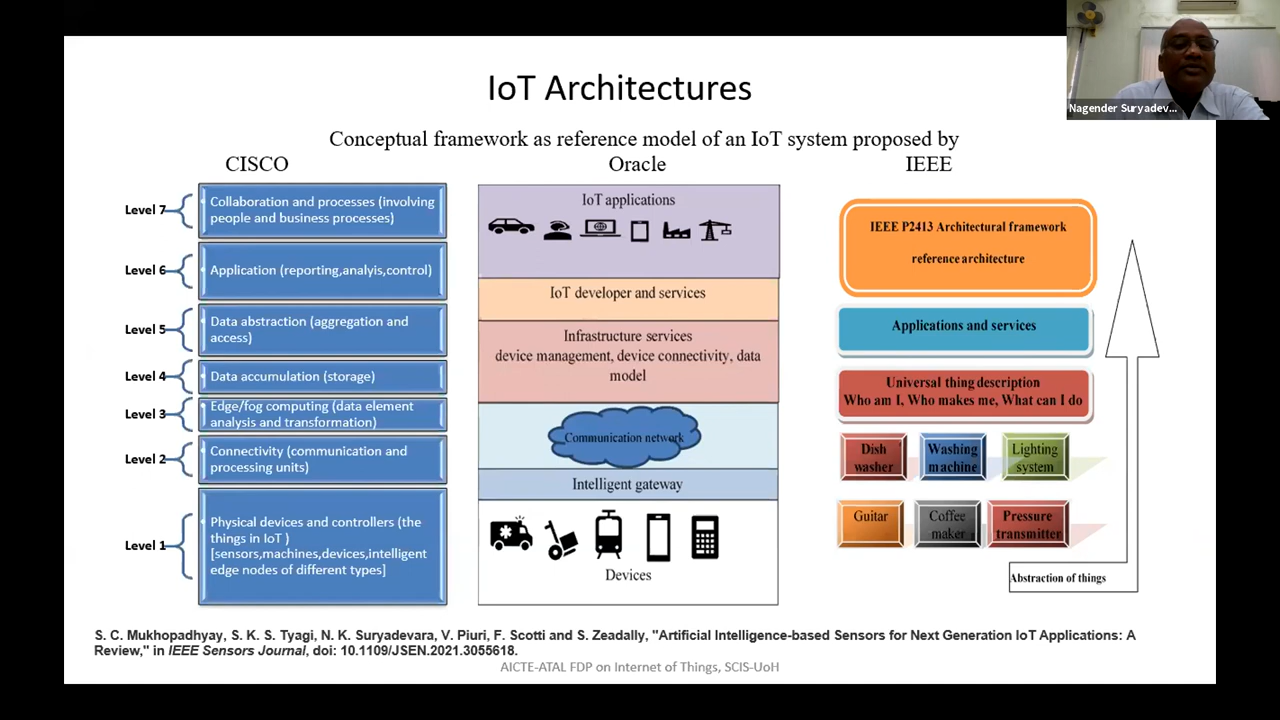 IoT Architectures
Nagender Suryadev...
Conceptual framework as reference model of an IoT system proposed by
CISCO
Oracle
IEEE
Level 7
Collaboration and processes (involving
people and business processes)
Level 6
Application (reporting,analyis,control)
Level 5
Data abstraction (aggregation and
access)
Level 4
Data accumulation (storage)
Level 3
Edge/fog computing (data element
analysis and transformation)
Level 2
Connectivity (communication and
processing units)
Level 1
Physical devices and controllers (the
things in IoT )
[sensors,machines,devices,intelligent
edge nodes of different types]
IoT applications
IoT developer and services
Infrastructure services
device management, device connectivity, data
model
Communication network
Intelligent gateway
Devices
IEEE P2413 Architectural framework
reference architecture
Applications and services
Universal thing description
Who am I, Who makes me, What can I do
Dish
washer
Washing
machine
Lighting
system
Guitar
Coffee
maker
Pressure
transmitter
Abstraction of things
S. C. Mukhopadhyay, S. K. S. Tyagi, N. K. Suryadevara, V. Piuri, F. Scotti and S. Zeadally, "Artificial Intelligence-based Sensors for Next Generation IoT Applications: A
Review," in IEEE Sensors Journal, doi: 10.1109/JSEN.2021.3055618.
AICTE-ATAL FDP on Internet of Things, SCIS-UoH